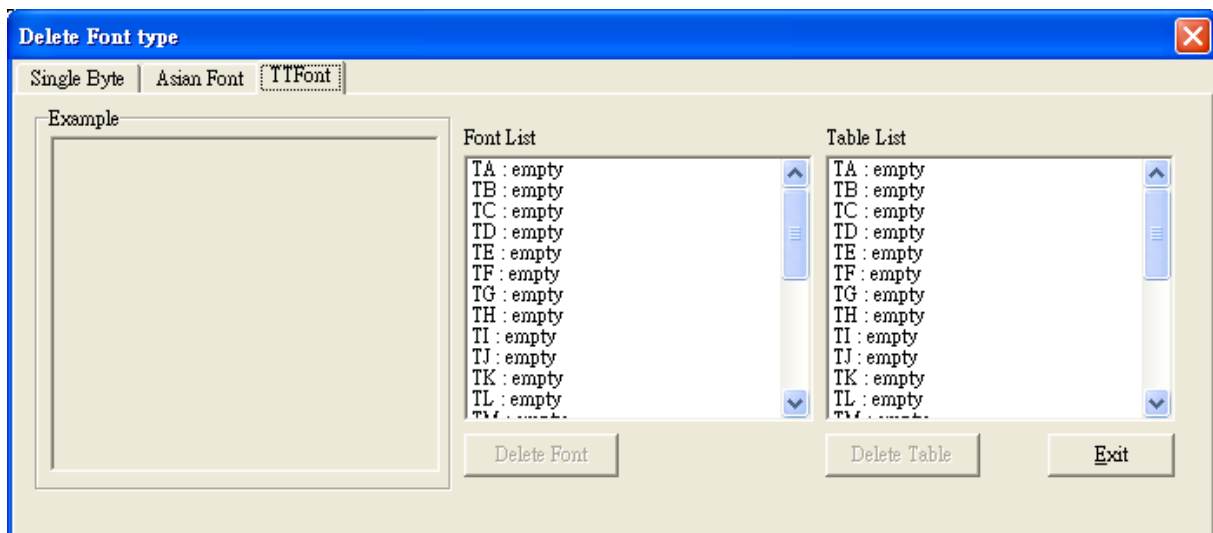 Delete Font type
Single Byte
Asian Font
TTFont
Example
Font List
TA : empty
TB : empty
TC : empty
TD : empty
TE : empty
TF : empty
TG : empty
TH : empty
TI : empty
TJ : empty
TK : empty
TL : empty
Delete Font
Table List
TA : empty
TB : empty
TC : empty
TD : empty
TE : empty
TF : empty
TG : empty
TH : empty
TI : empty
TJ : empty
TK : empty
TL : empty
Delete Table
Exit